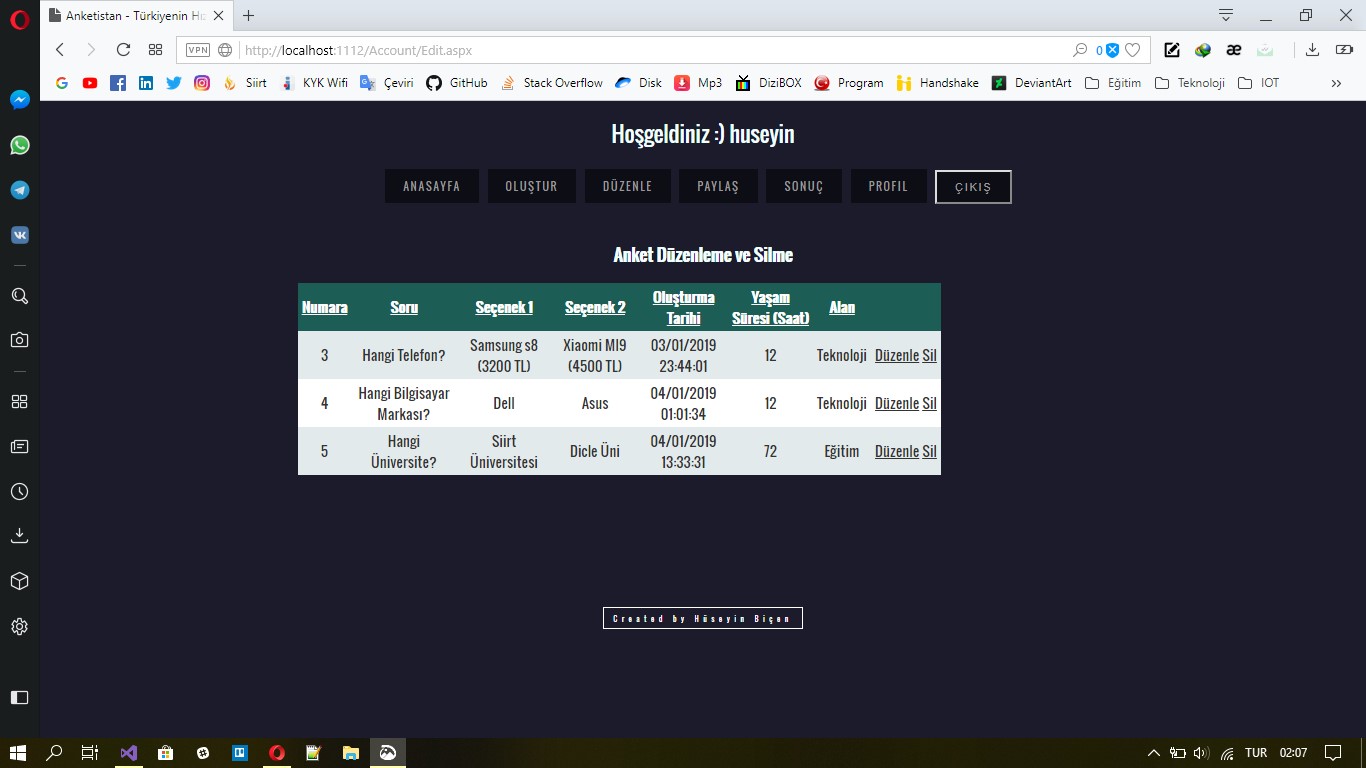 Anketistan - Türkiyenin Hı
VPN http://localhost:1112/Account/Edit.aspx 0
Siirt KYK Wifi Çeviri GitHub Stack Overflow Disk Mp3 DiziBOX Program Handshake DeviantArt Eğitim Teknoloji IOT
Hoşgeldiniz :) huseyin
ANASAYFA OLUŞTUR DÜZENLE PAYLAŞ SONUÇ PROFIL ÇIKIŞ
Anket Düzenleme ve Silme
Numara Soru Seçenek 1 Seçenek 2 Oluşturma Tarihi Yaşam Süresi (Saat) Alan
3 Hangi Telefon? Samsung s8 (3200 TL) Xiaomi MI9 (4500 TL) 03/01/2019 23:44:01 12 Teknoloji Düzenle Sil
4 Hangi Bilgisayar Markası? Dell Asus 04/01/2019 01:01:34 12 Teknoloji Düzenle Sil
5 Hangi Üniversite? Siirt Üniversitesi Dicle Üni 04/01/2019 13:33:31 72 Eğitim Düzenle Sil
Created by Hüseyin Biçen
TUR 02:07